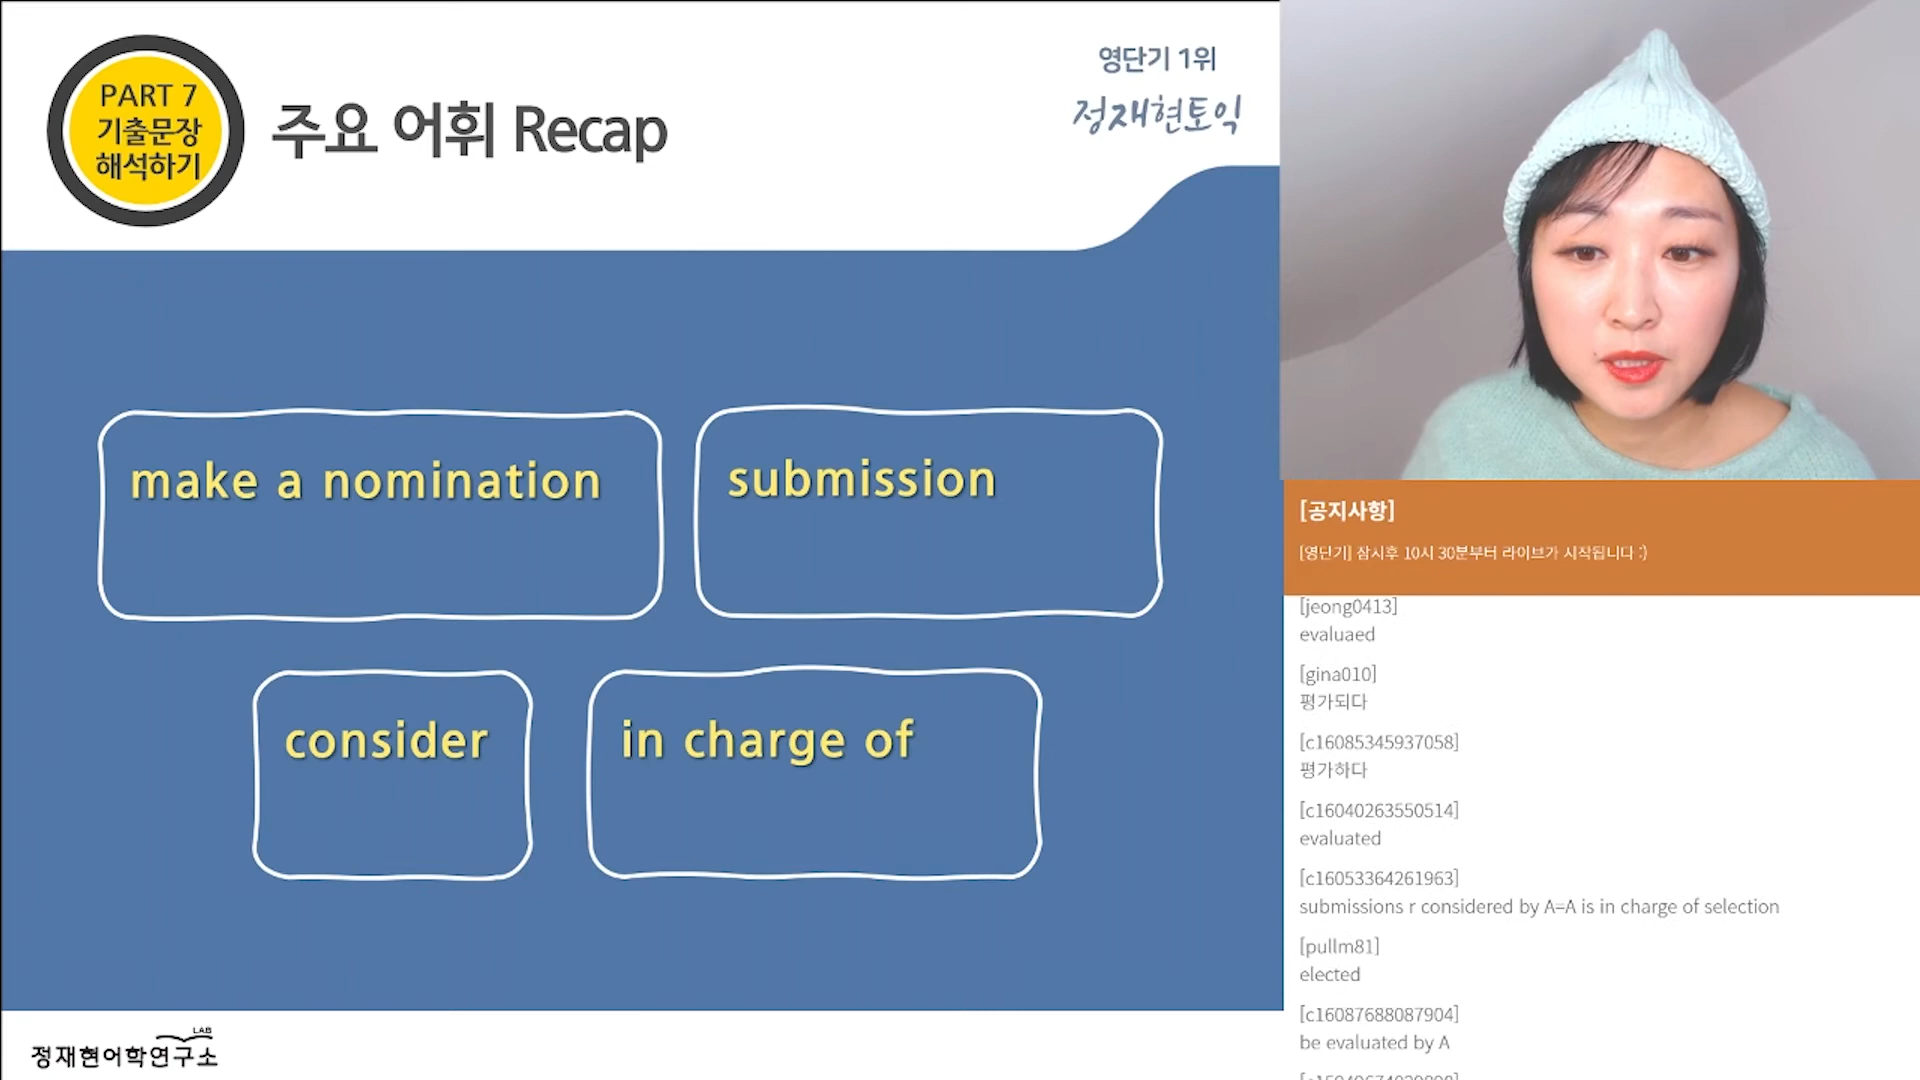 PART 7
기출문장
해석하기
주요 어휘 Recap
영단기 1위
정재현토익
make a nomination
submission
consider
in charge of
LAB
정재현어학연구소
[공지사항]
[영단기] 잠시후 10시 30분부터 라이브가 시작됩니다 :)
[jeong0413]
evaluaed
[gina010]
평가되다
[c16085345937058]
평가하다
[c16040263550514]
evaluated
[c16053364261963]
submissions r considered by A=A is in charge of selection
[pullm81]
elected
[c16087688087904]
be evaluated by A